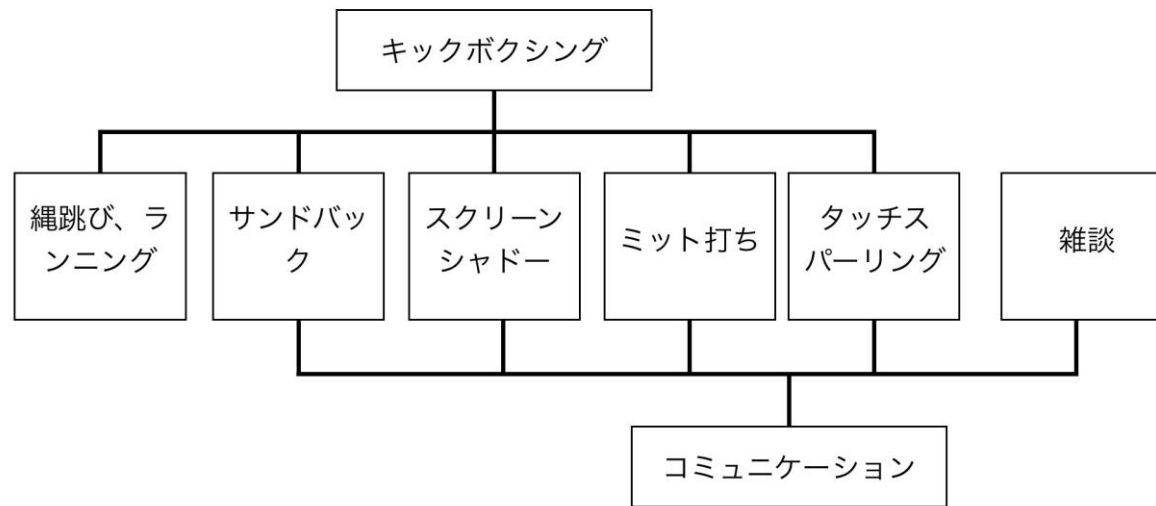 キックボクシング
縄跳び、ラ
ンニング
サンドバッ
ク
スクリーン
シャドー
ミット打ち
タッチス
パーリング
雑談
コミュニケーション